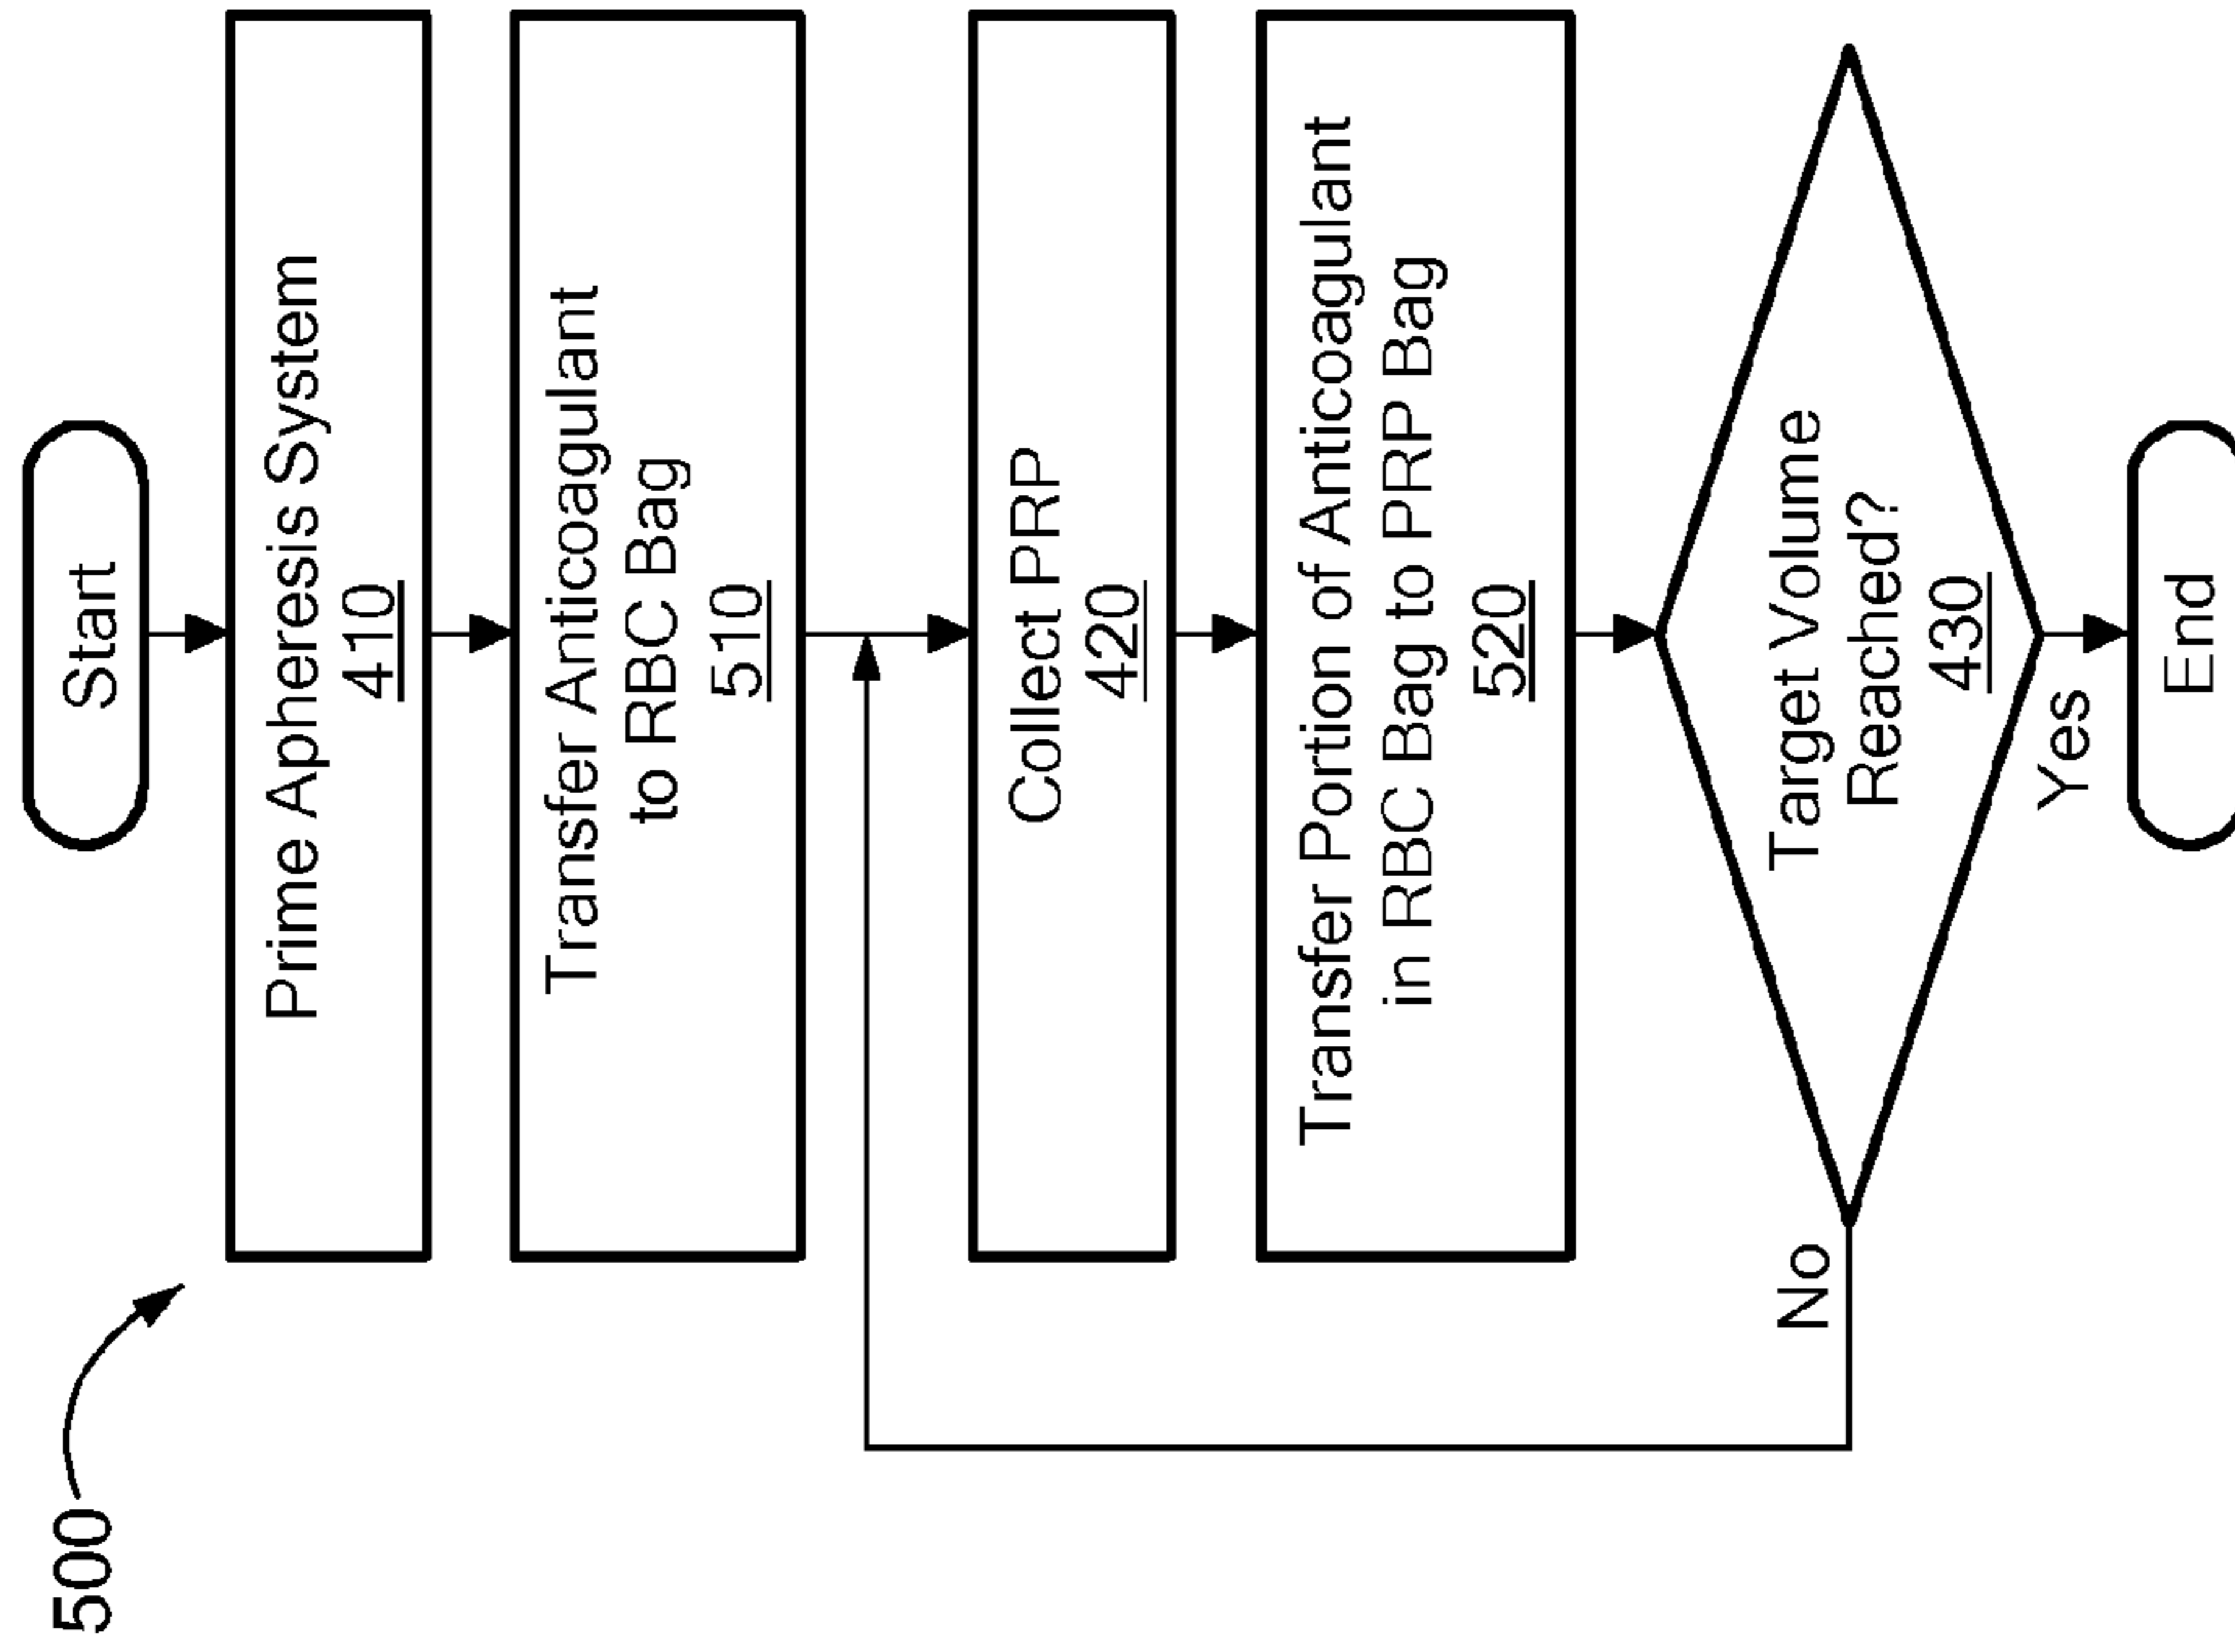 500
Start
Prime Apheresis System
410
Transfer Anticoagulant
to RBC Bag
510
Collect PRP
420
Transfer Portion of Anticoagulant
in RBC Bag to PRP Bag
520
Target Volume
Reached?
430
No
Yes
End